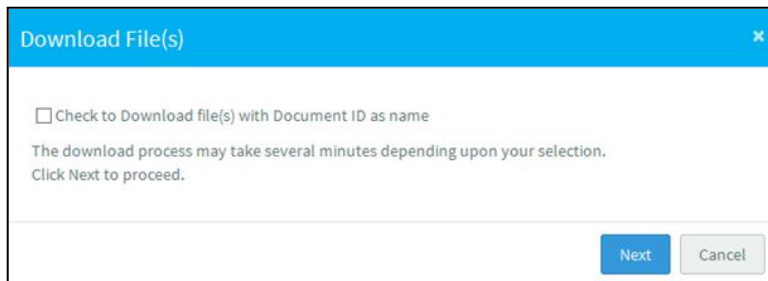 Download File(s)
Check to Download file(s) with Document ID as name
The download process may take several minutes depending upon your selection.
Click Next to proceed.
Next Cancel